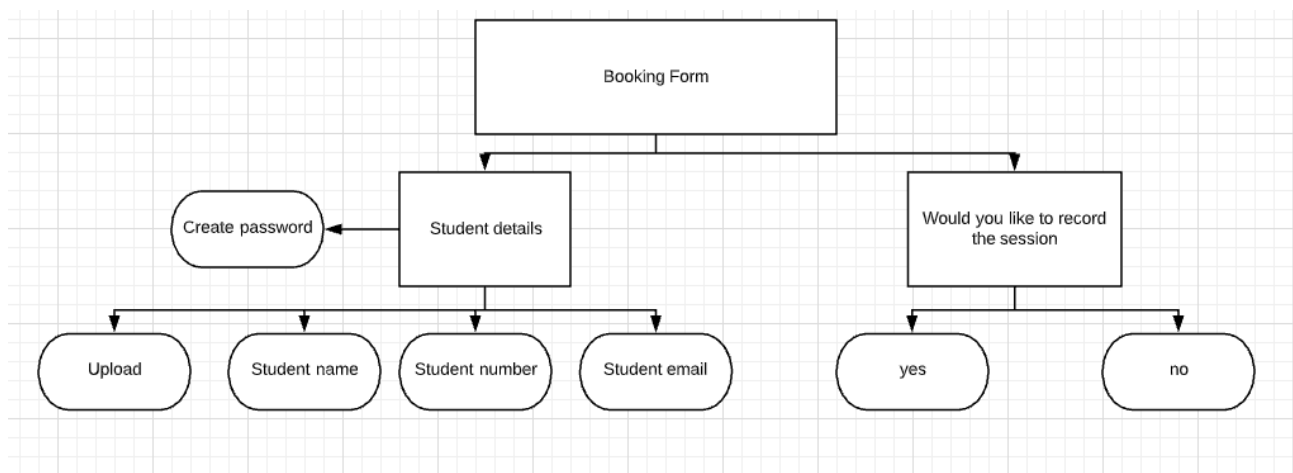 Booking Form
Create password
Student details
Would you like to record
the session
Upload
Student name
Student number
Student email
yes
no